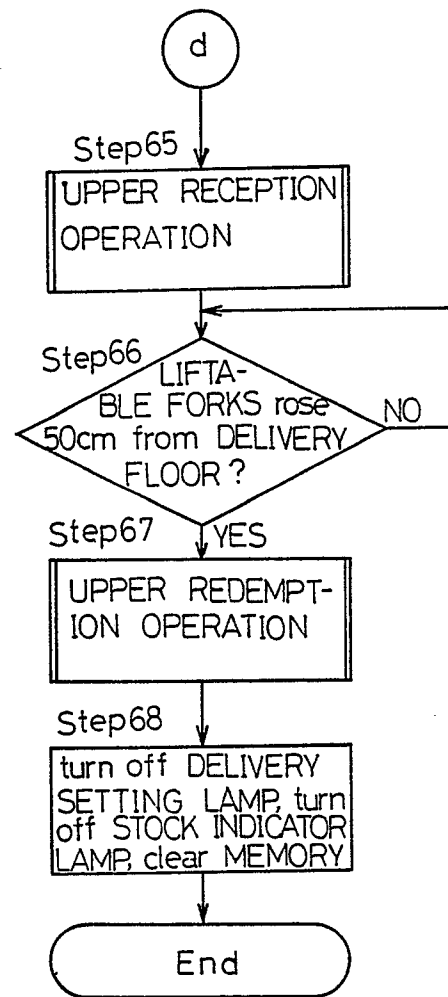 d
Step65
UPPER RECEPTION
OPERATION
Step66
LIFTA-
BLE FORKS rose
50cm from DELIVERY
FLOOR?
NO
Step67
YES
UPPER REDEMPT-
ION OPERATION
Step68
turn off DELIVERY
SETTING LAMP, turn
off STOCK INDICATOR
LAMP, clear MEMORY
End